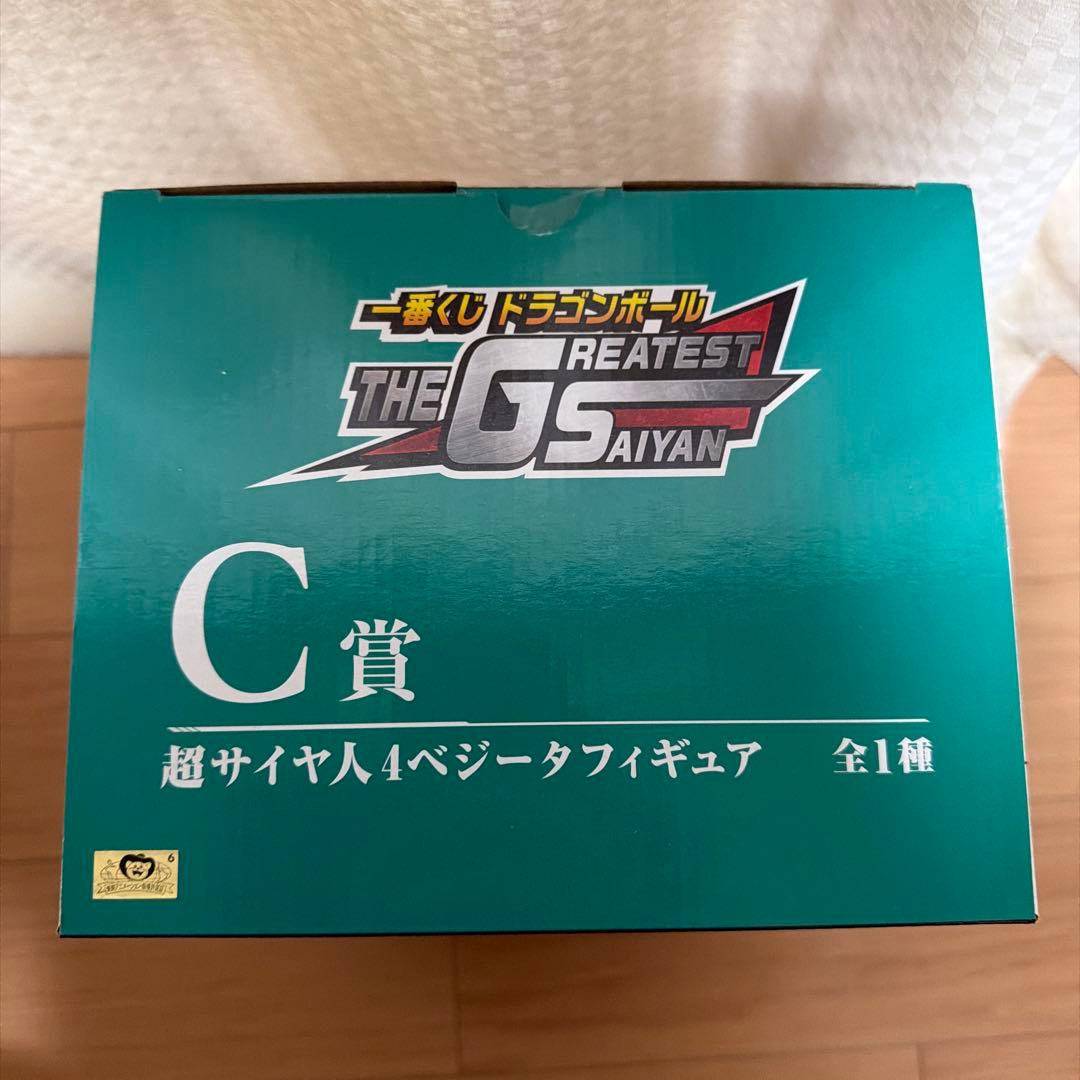 一番くじ ドラゴンボール
THE GREATEST SAIYAN
C賞
超サイヤ人4ベジータフィギュア 全1種
6